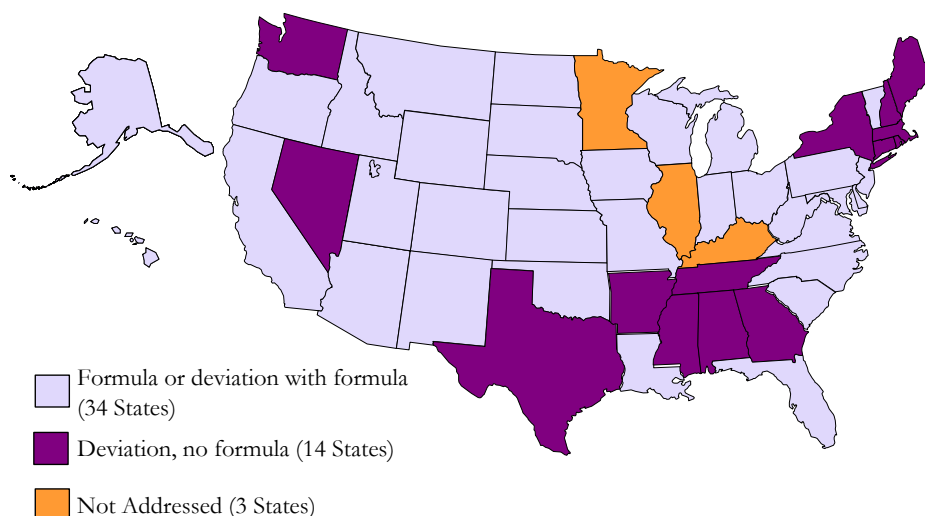 Formula or deviation with formula
(34 States)
Deviation, no formula (14 States)
Not Addressed (3 States)